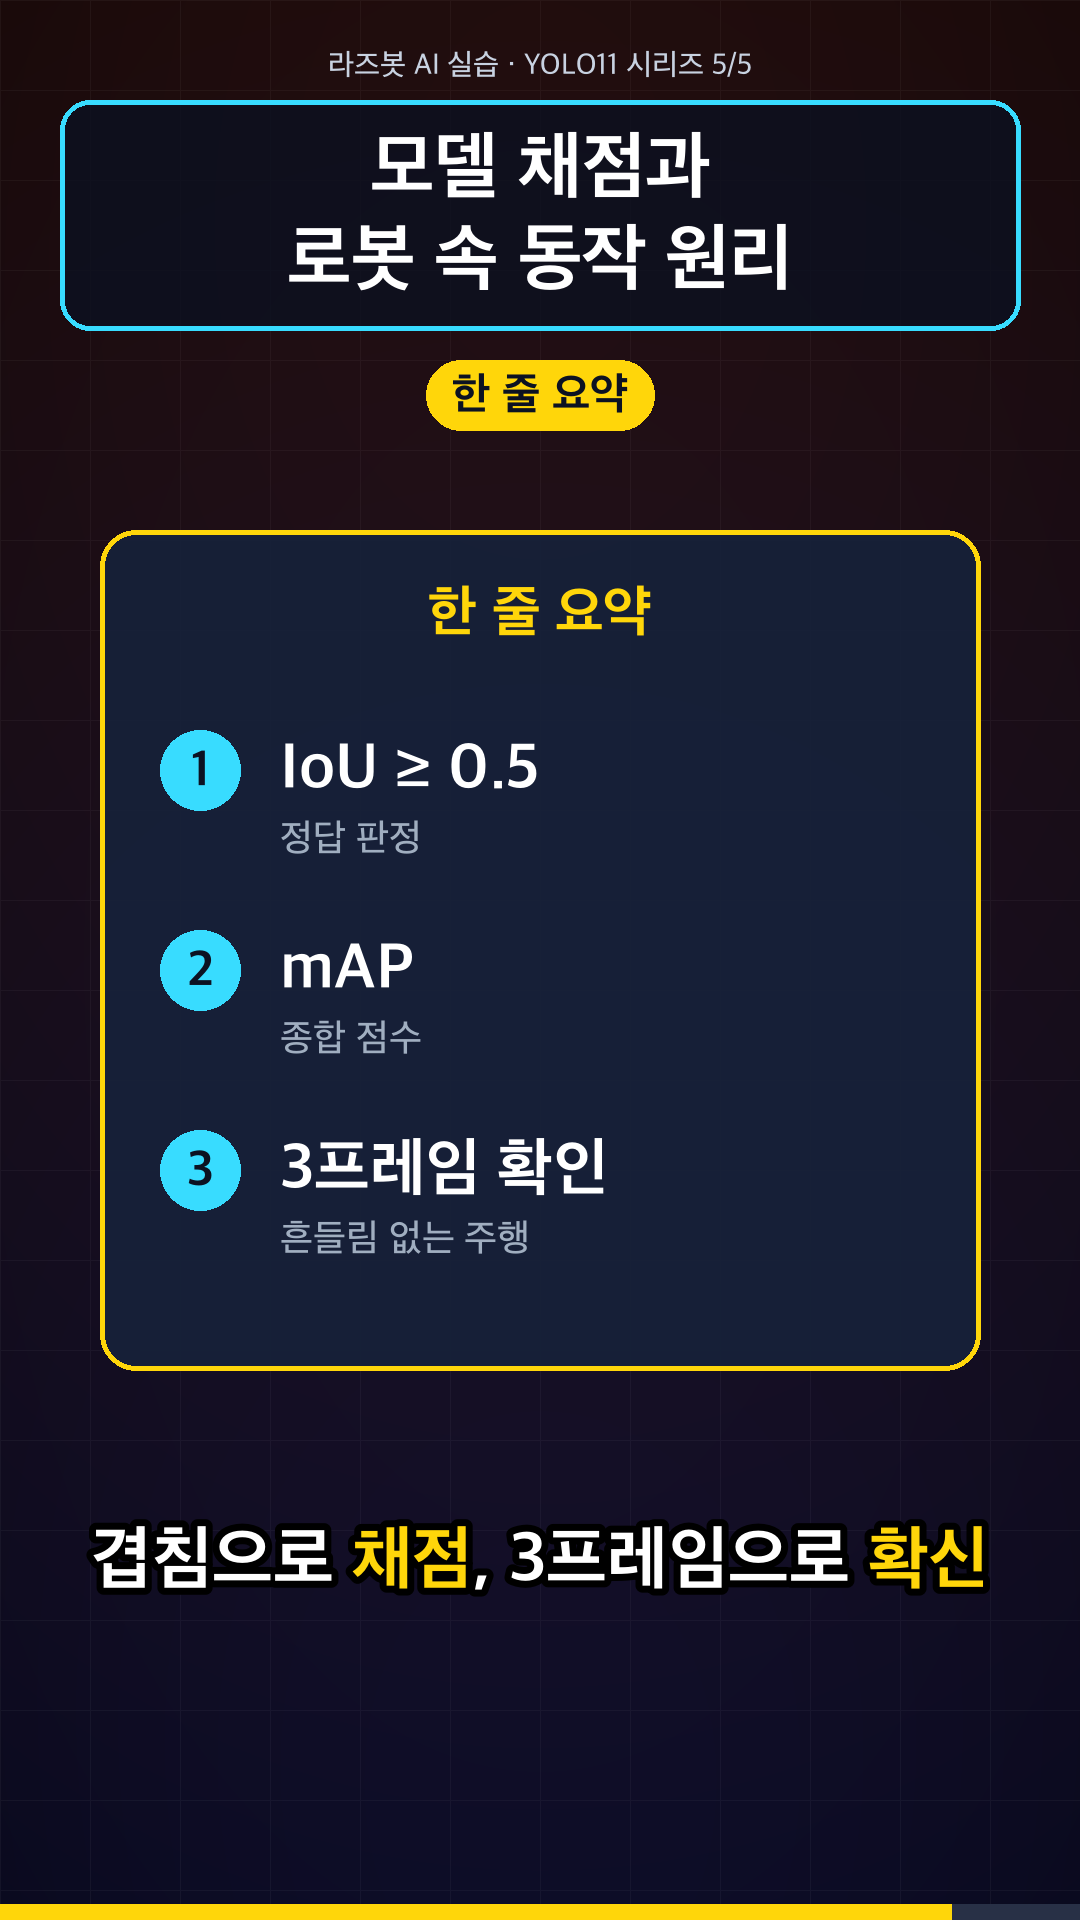 라즈봇 AI 실습 · YOLO11 시리즈 5/5
모델 채점과
로봇 속 동작 원리
한 줄 요약
한 줄 요약
1 IoU ≥ 0.5
정답 판정
2 mAP
종합 점수
3 3프레임 확인
흔들림 없는 주행
겹침으로 채점, 3프레임으로 확신